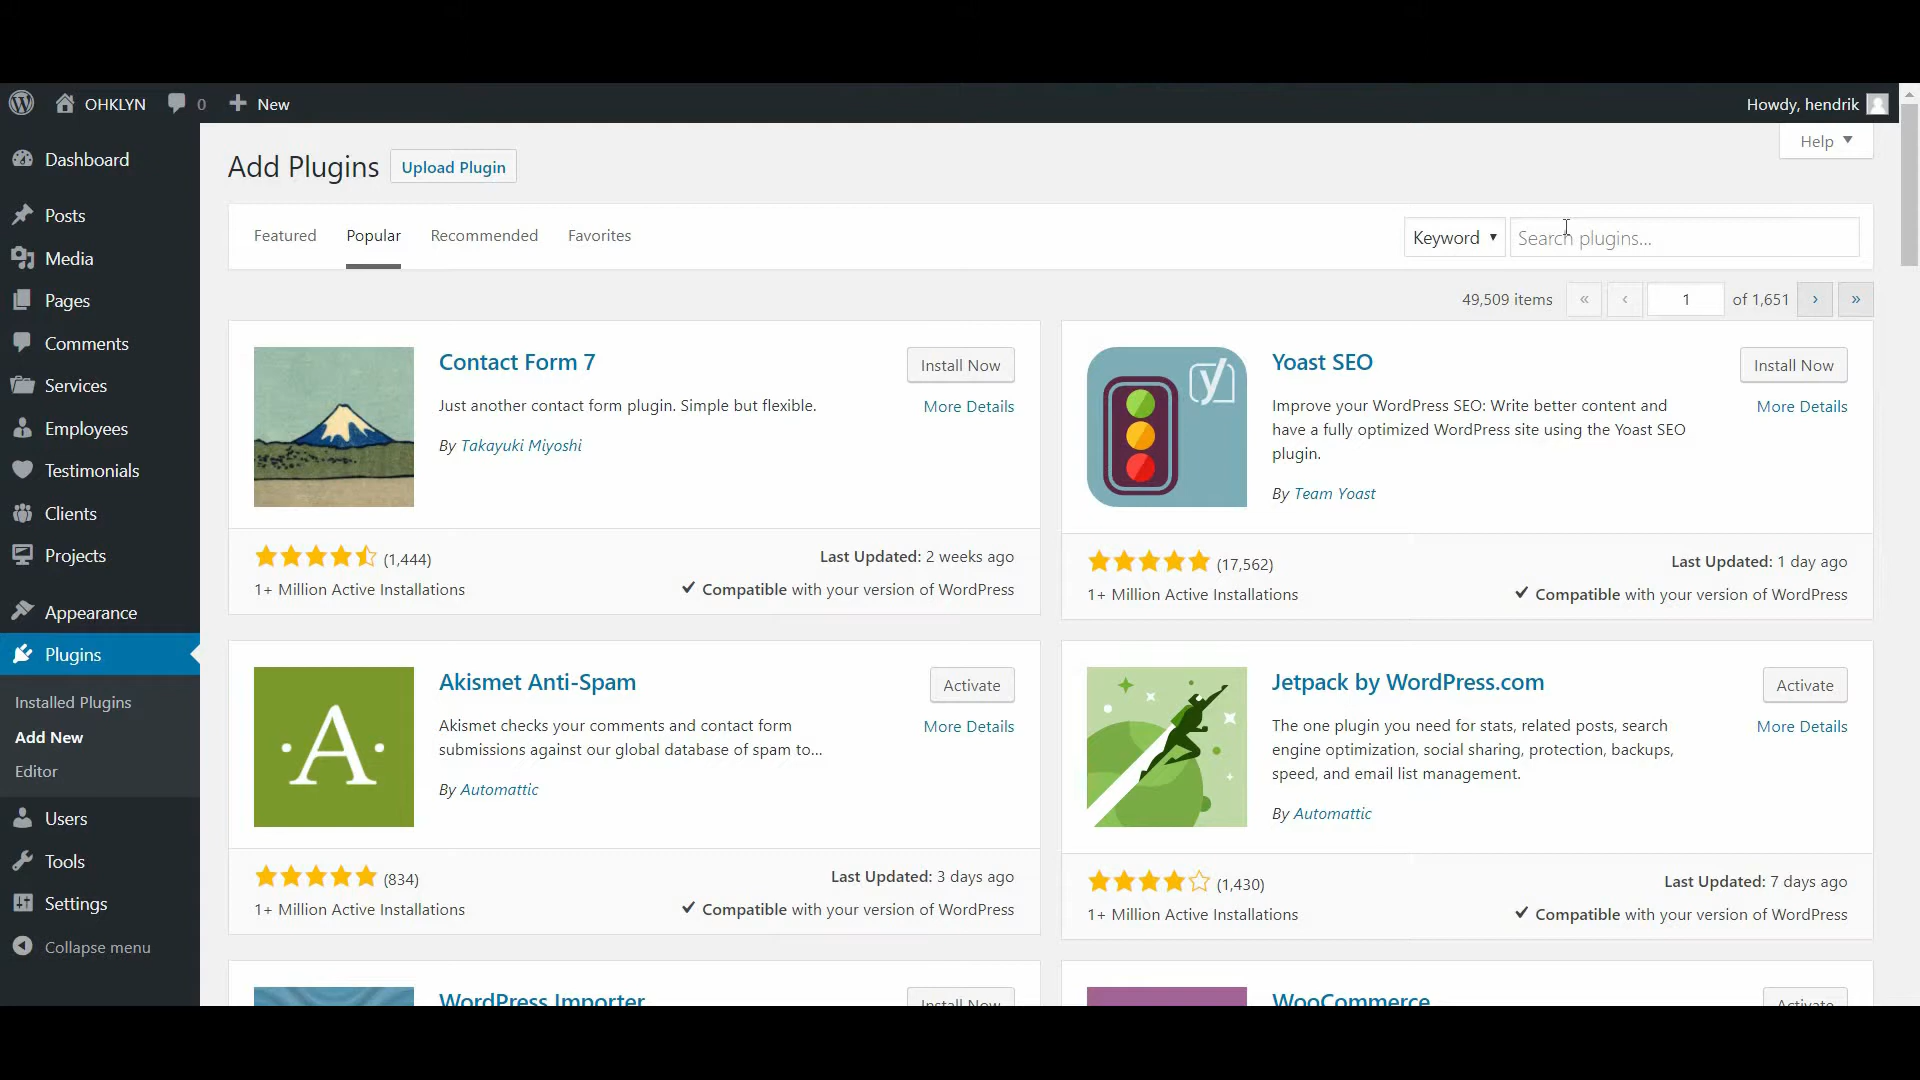 OHKLYN 0 New Howdy, hendrik
Dashboard
Posts
Media
Pages
Comments
Services
Employees
Testimonials
Clients
Projects
Appearance
Plugins
Installed Plugins
Add New
Editor
Users
Tools
Settings
Collapse menu
Help
Add Plugins Upload Plugin
Featured Popular Recommended Favorites Keyword Search plugins...
49,509 items « ‹ 1 of 1,651 › »
Contact Form 7
Install Now
More Details
Just another contact form plugin. Simple but flexible.
By Takayuki Miyoshi
(1,444)
Last Updated: 2 weeks ago
1+ Million Active Installations
Compatible with your version of WordPress
Yoast SEO
Install Now
More Details
Improve your WordPress SEO: Write better content and
have a fully optimized WordPress site using the Yoast SEO
plugin.
By Team Yoast
(17,562)
Last Updated: 1 day ago
1+ Million Active Installations
Compatible with your version of WordPress
A
Akismet Anti-Spam
Activate
More Details
Akismet checks your comments and contact form
submissions against our global database of spam to...
By Automattic
(834)
Last Updated: 3 days ago
1+ Million Active Installations
Compatible with your version of WordPress
Jetpack by WordPress.com
Activate
More Details
The one plugin you need for stats, related posts, search
engine optimization, social sharing, protection, backups,
speed, and email list management.
By Automattic
(1,430)
Last Updated: 7 days ago
1+ Million Active Installations
Compatible with your version of WordPress
WordPress Importer
Install Now
WooCommerce
Activate